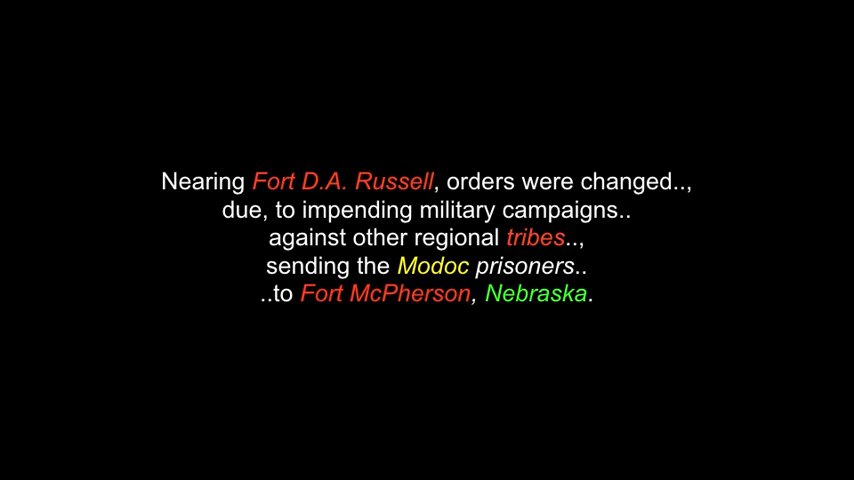 Nearing Fort D.A. Russell, orders were changed..,
due, to impending military campaigns..
against other regional tribes..,
sending the Modoc prisoners..
..to Fort McPherson, Nebraska.